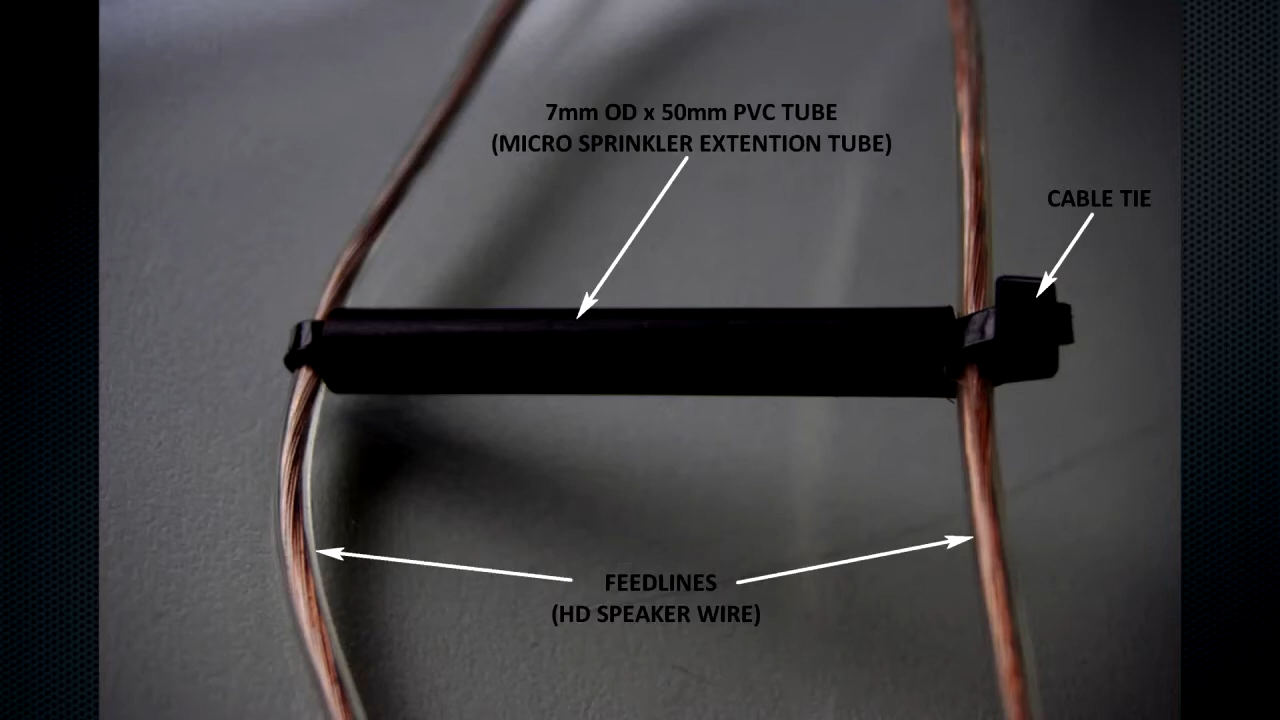 7mm OD x 50mm PVC TUBE
(MICRO SPRINKLER EXTENTION TUBE)
CABLE TIE
FEEDLINES
(HD SPEAKER WIRE)